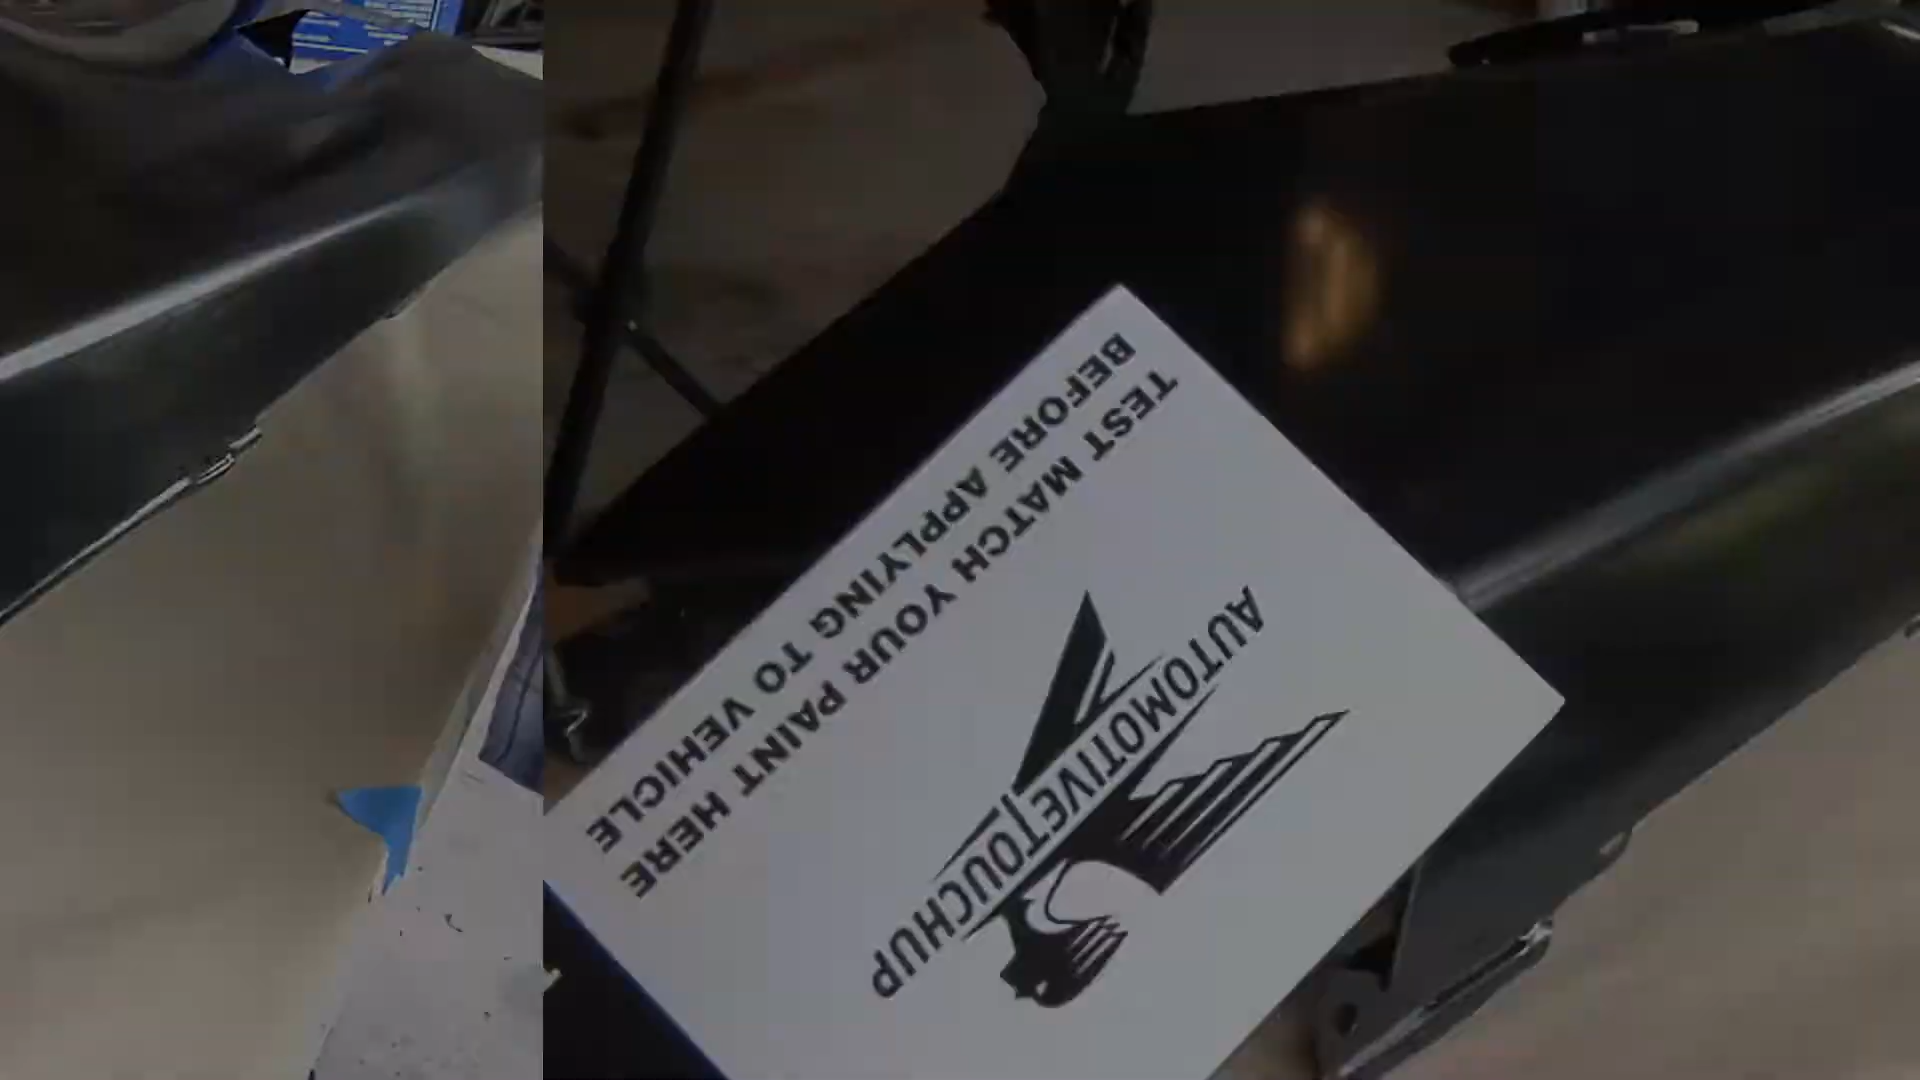 AUTOMOTIVETOUCHUP
TEST MATCH YOUR PAINT HERE
BEFORE APPLYING TO VEHICLE